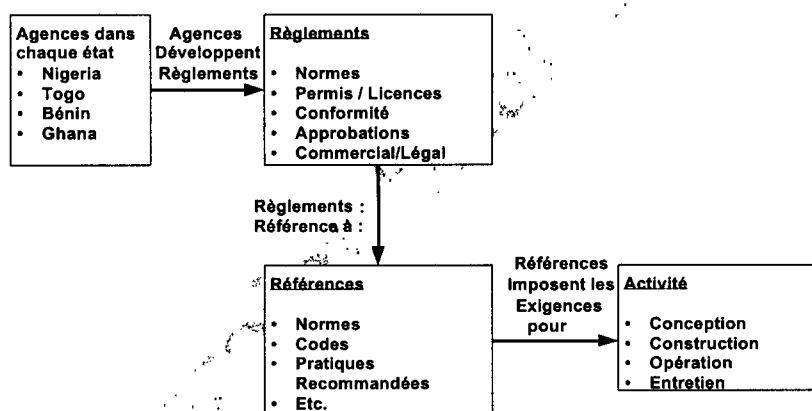 Agences dans
chaque état
• Nigeria
• Togo
• Bénin
• Ghana
Agences
Développent
Règlements
Règlements
• Normes
• Permis / Licences
• Conformité
• Approbations
• Commercial/Légal
Règlements :
Référence à :
Références
• Normes
• Codes
• Pratiques
Recommandées
• Etc.
Références
Imposent les
Exigences
pour
Activité
• Conception
• Construction
• Opération
• Entretien